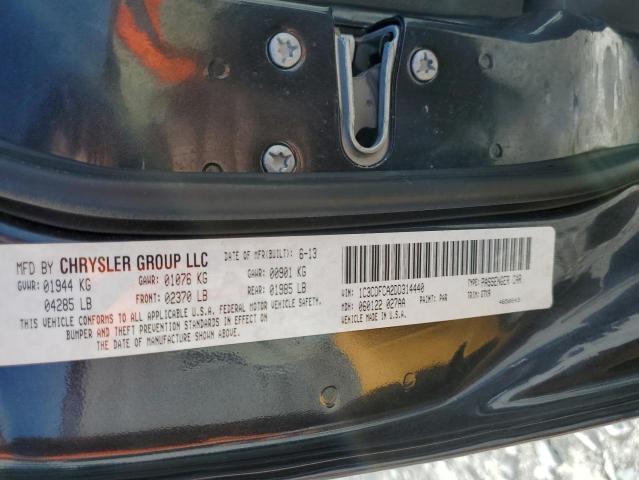 MFD BY CHRYSLER GROUP LLC DATE OF MFR(BUILT): 6-13
GVWR: 01944 KG GAWR: 01076 KG GAWR: 00901 KG
04285 LB FRONT: 02370 LB REAR: 01985 LB
THIS VEHICLE CONFORMS TO ALL APPLICABLE U.S.A. FEDERAL MOTOR VEHICLE SAFETY,
BUMPER AND THEFT PREVENTION STANDARDS IN EFFECT ON
THE DATE OF MANUFACTURE SHOWN ABOVE.
VIN: 1C3CDFCA2DD314440 TYPE: PASSENGER CAR
MDH: 060122 027AA PAINT: PAR TRIM:
VEHICLE MADE IN U.S.A.